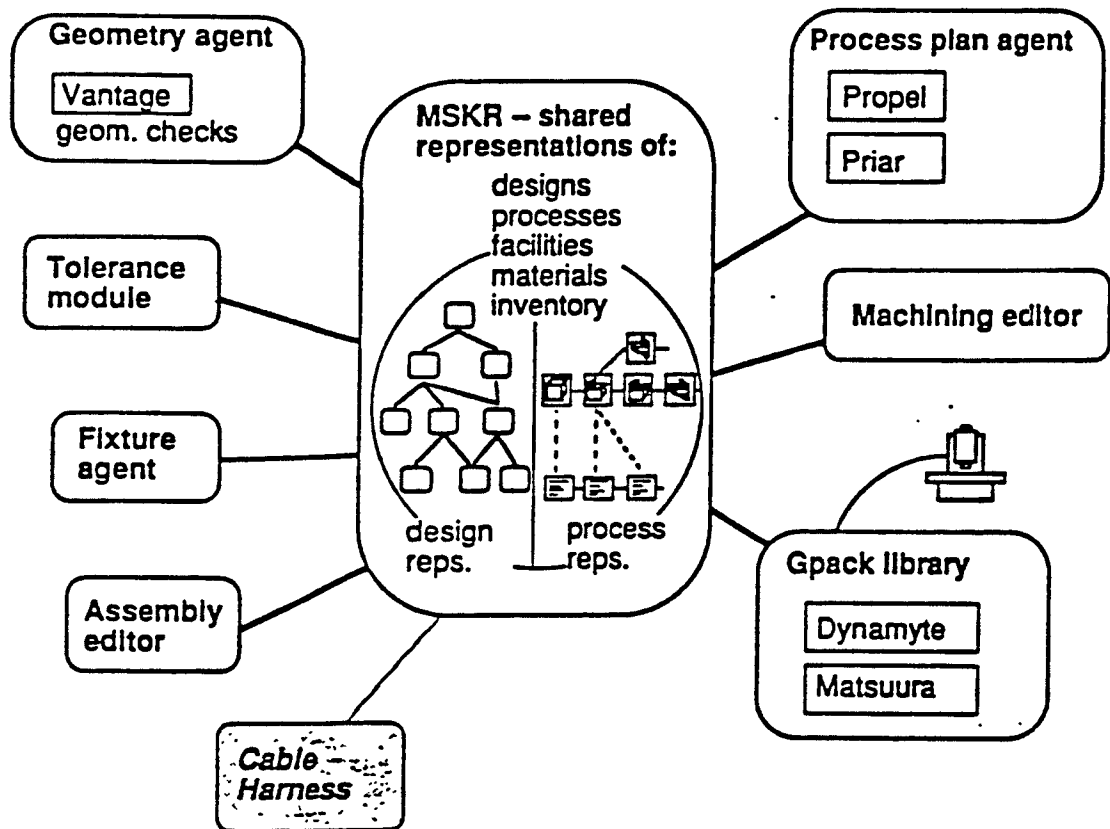 Geometry agent
Vantage
geom. checks
Tolerance
module
Fixture
agent
Assembly
editor
Cable
Harness
MSKR – shared
representations of:
designs
processes
facilities
materials
inventory
design
reps.
process
reps.
Process plan agent
Propel
Priar
Machining editor
Gpack library
Dynamyte
Matsuura